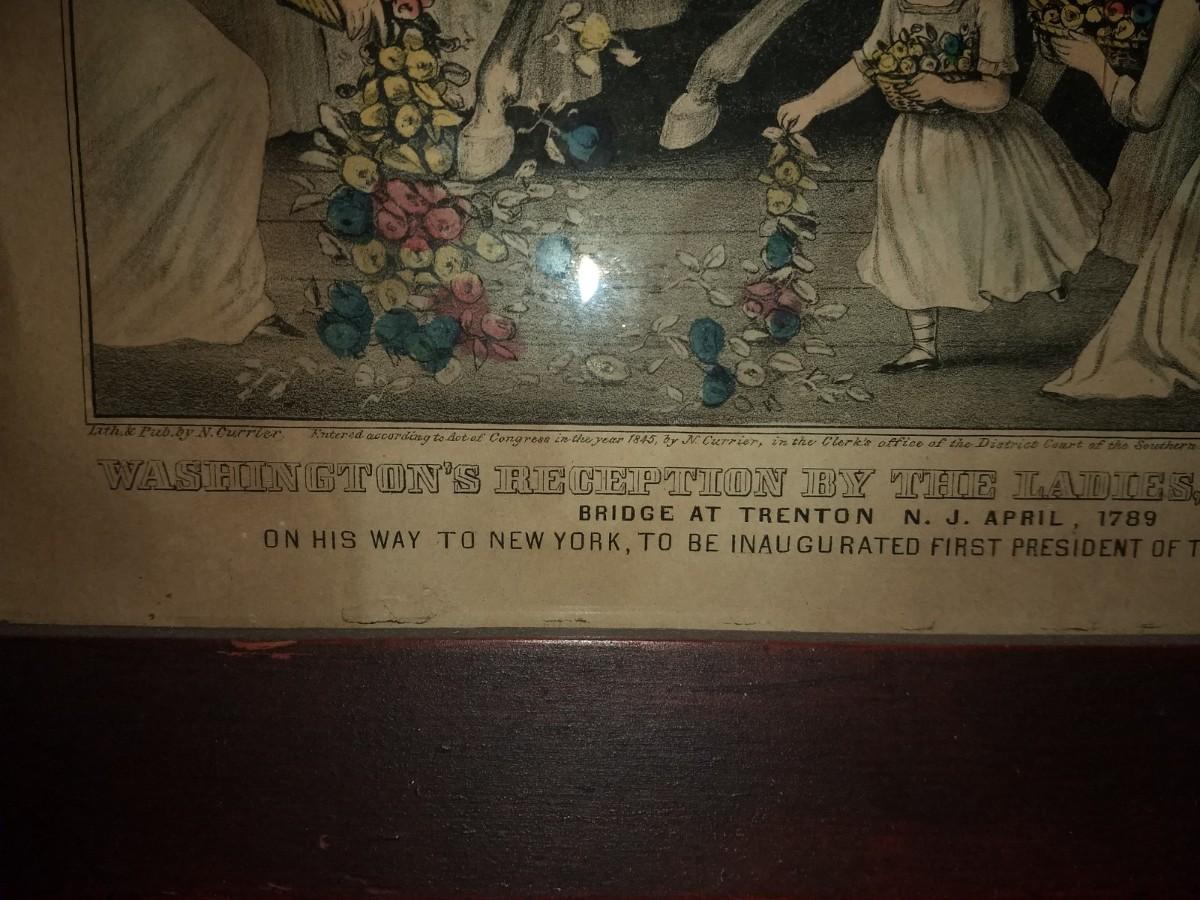 Lith. & Pub. by N. Currier
Entered according to Act of Congress in the year 1845, by N. Currier, in the Clerk's office of the District Court of the Southern
WASHINGTON'S RECEPTION BY THE LADIES,
BRIDGE AT TRENTON N. J. APRIL, 1789
ON HIS WAY TO NEW YORK, TO BE INAUGURATED FIRST PRESIDENT OF T